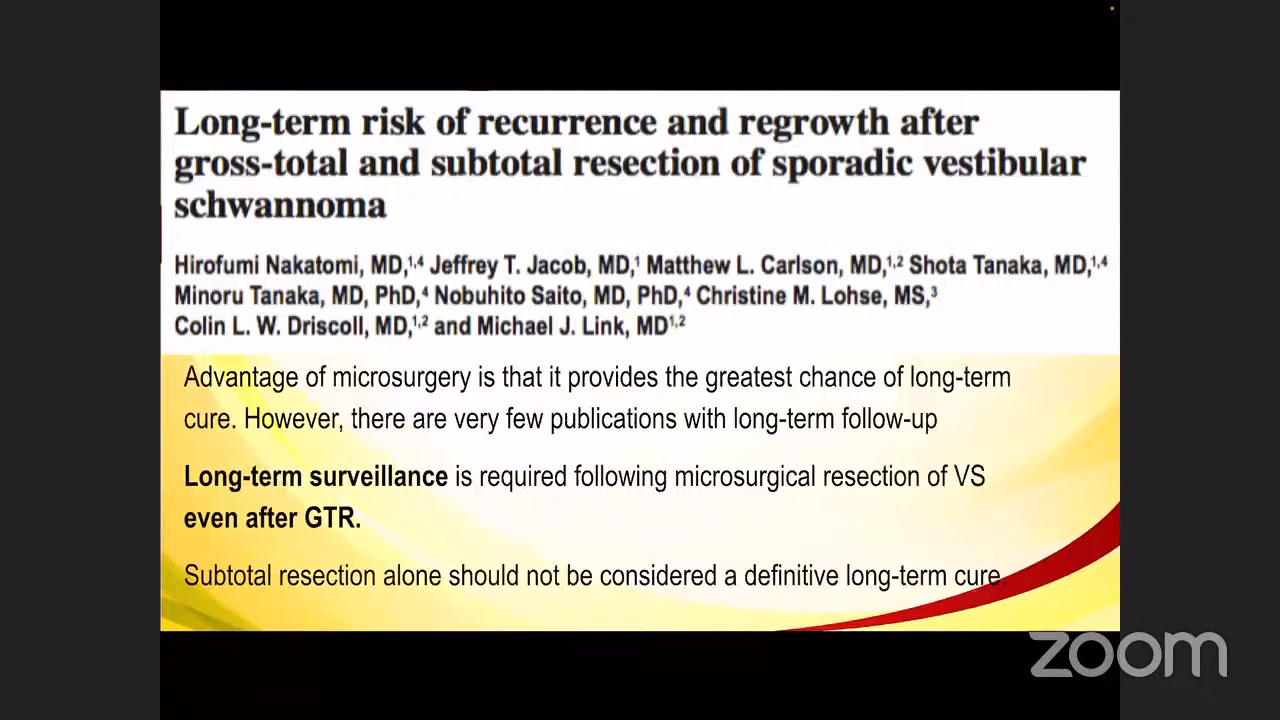 Long-term risk of recurrence and regrowth after
gross-total and subtotal resection of sporadic vestibular
schwannoma
Hirofumi Nakatomi, MD,¹,⁴ Jeffrey T. Jacob, MD,¹ Matthew L. Carlson, MD,¹,² Shota Tanaka, MD,¹,⁴
Minoru Tanaka, MD, PhD,⁴ Nobuhito Saito, MD, PhD,⁴ Christine M. Lohse, MS,³
Colin L. W. Driscoll, MD,¹,² and Michael J. Link, MD¹,²
Advantage of microsurgery is that it provides the greatest chance of long-term
cure. However, there are very few publications with long-term follow-up
Long-term surveillance is required following microsurgical resection of VS
even after GTR.
Subtotal resection alone should not be considered a definitive long-term cure.
zoom